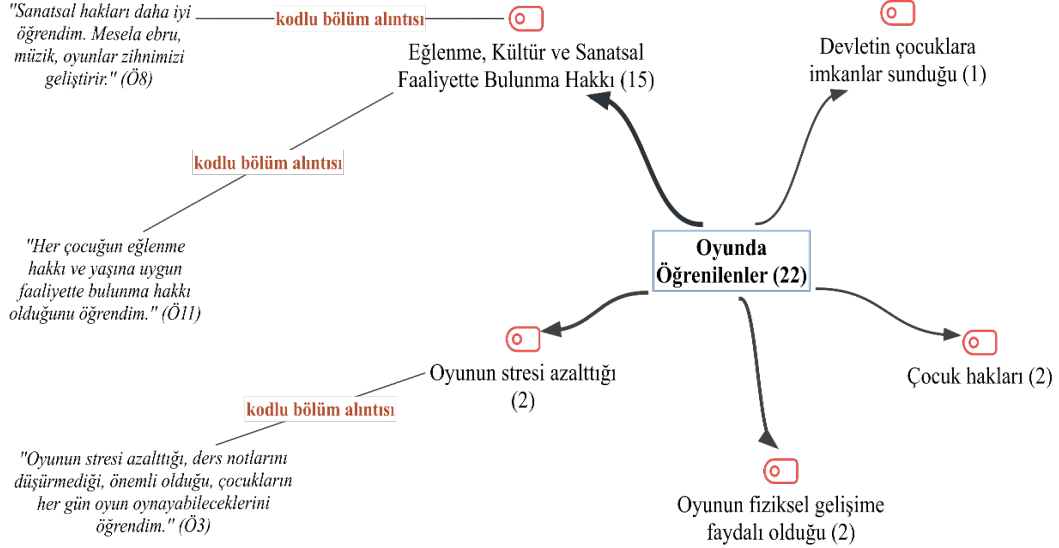 "Sanatsal hakları daha iyi
öğrendim. Mesela ebru,
müzik, oyunlar zihnimizi
geliştirir." (Ö8)
kodlu bölüm alıntısı
Eğlenme, Kültür ve Sanatsal
Faaliyette Bulunma Hakkı (15)
Devletin çocuklara
imkanlar sunduğu (1)
kodlu bölüm alıntısı
"Her çocuğun eğlenme
hakkı ve yaşına uygun
faaliyette bulunma hakkı
olduğunu öğrendim." (Ö11)
Oyunda
Öğrenilenler (22)
Oyunun stresi azalttığı
(2)
Çocuk hakları (2)
kodlu bölüm alıntısı
"Oyunun stresi azalttığı, ders notlarını
düşürmediği, önemli olduğu, çocukların
her gün oyun oynayabileceklerini
öğrendim." (Ö3)
Oyunun fiziksel gelişime
faydalı olduğu (2)